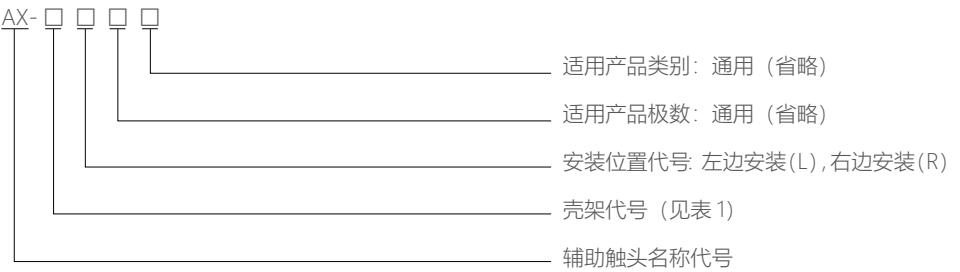 AX-□ □ □ □
适用产品类别：通用（省略）
适用产品极数：通用（省略）
安装位置代号: 左边安装(L) ,右边安装(R)
壳架代号（见表1)
辅助触头名称代号